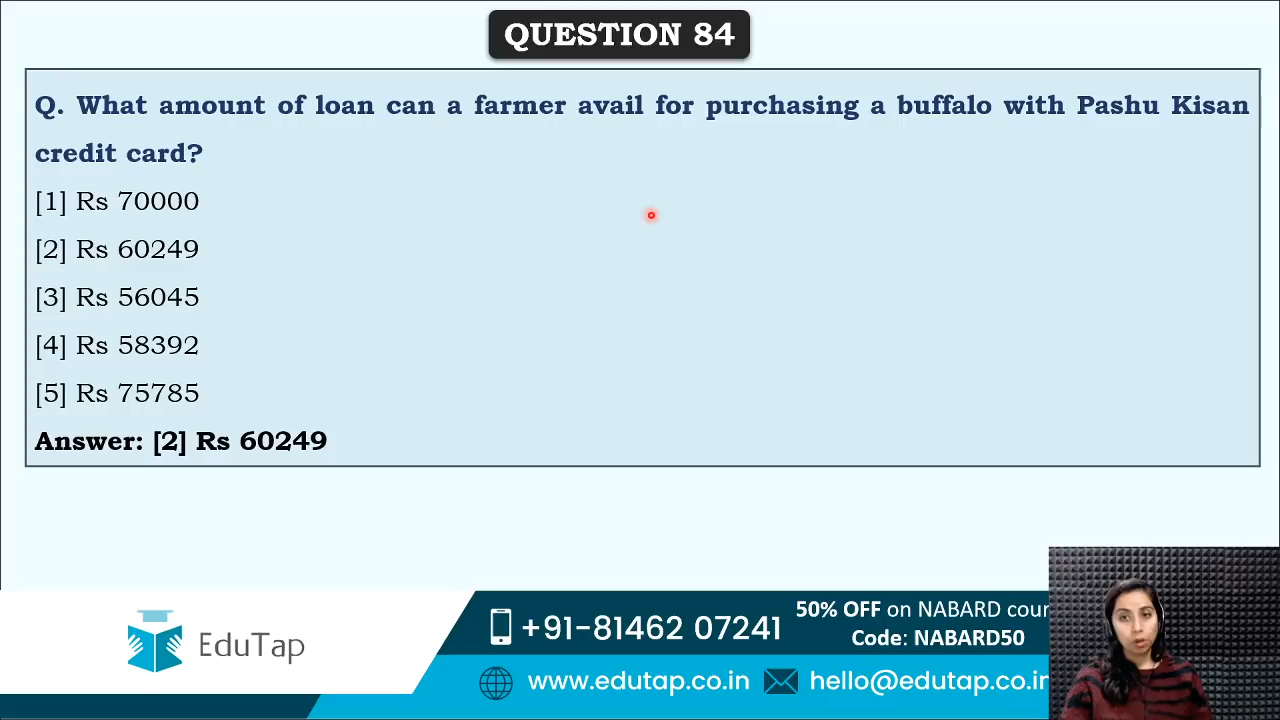 QUESTION 84
Q. What amount of loan can a farmer avail for purchasing a buffalo with Pashu Kisan
credit card?
[1] Rs 70000
[2] Rs 60249
[3] Rs 56045
[4] Rs 58392
[5] Rs 75785
Answer: [2] Rs 60249
EduTap
+91-81462 07241
50% OFF on NABARD cour
Code: NABARD50
www.edutap.co.in
hello@edutap.co.in